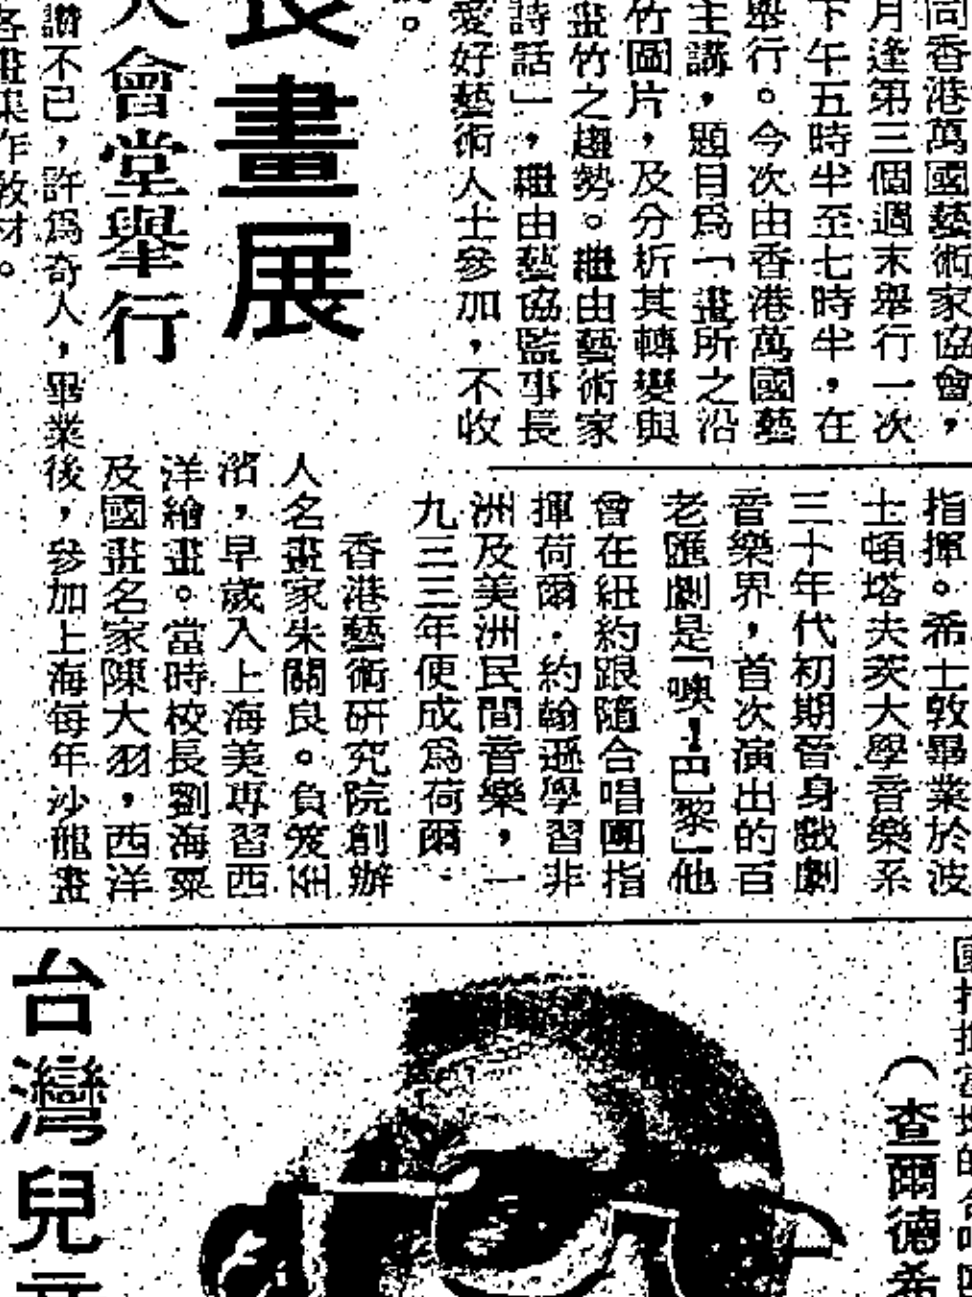 同香港萬國藝術家協會，
月逢第三個週末舉行一次
下午五時半至七時半，在
舉行。今次由香港萬國藝
主講，題目爲「畫所之沿
竹圖片，及分析其轉變與
畫竹之趨勢。繼由藝術家
詩話」，繼由藝協監事長
愛好藝術人士參加，不收
。
指揮。希士敦畢業於波
士頓塔夫茨大學音樂系
三十年代初期晉身戲劇
音樂界，首次演出的百
老匯劇是「噢！巴黎」他
曾在紐約跟隨合唱團指
揮荷爾·約翰遜學習非
洲及美洲民間音樂，一
九三三年便成爲荷爾·
長畫展
人會堂舉行
香港藝術研究院創辦
人名畫家朱關良。負笈
濱，早歲入上海美專習西
洋繪畫。當時校長劉海粟
及國畫名家陳大羽，西洋
讚不已，許爲奇人，畢業後，參加上海每年沙龍畫
各畫集作教材。
（查爾德希
台灣兒